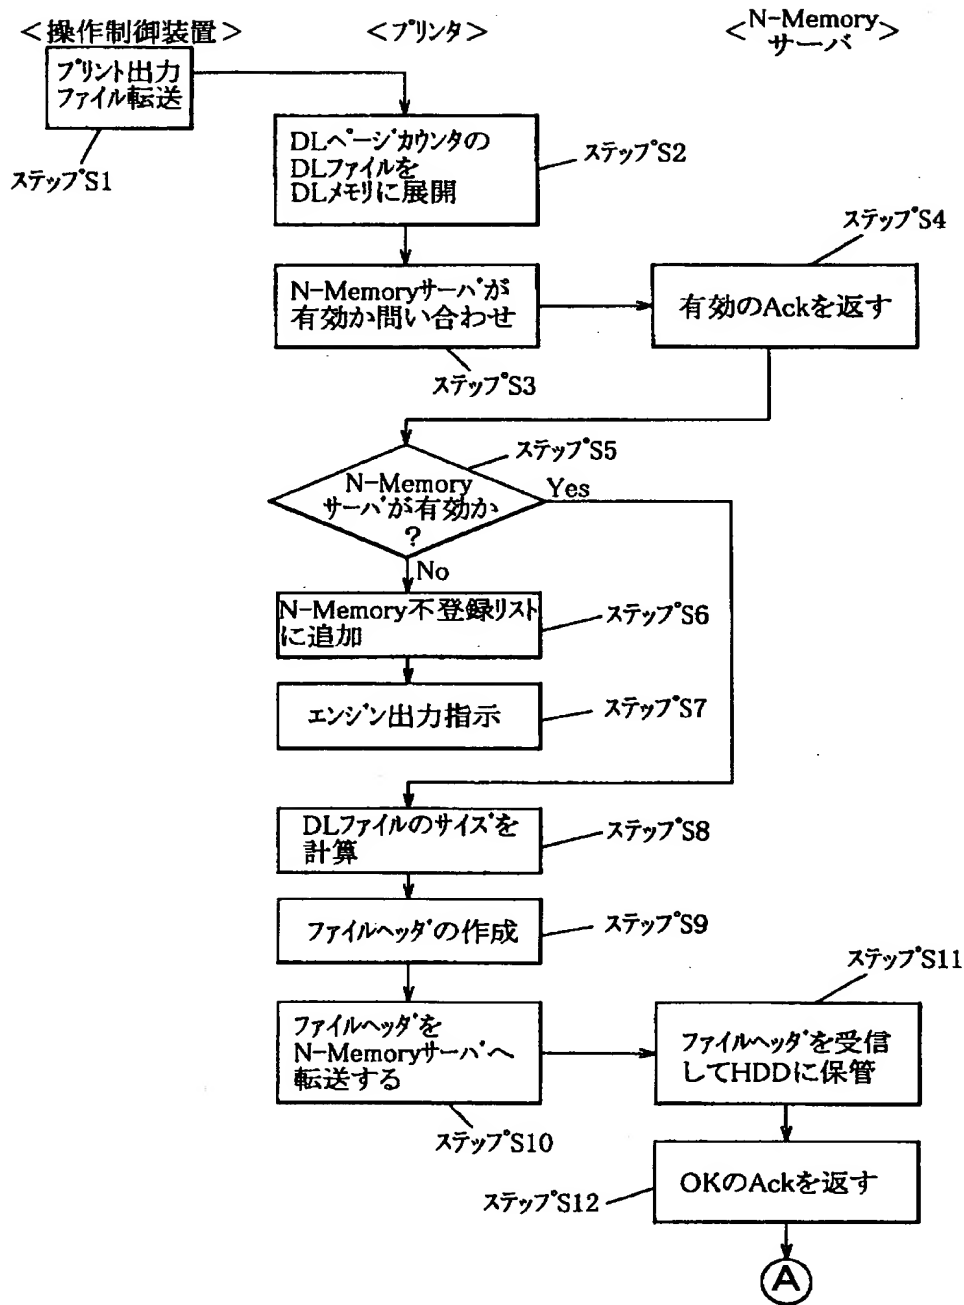 <操作制御装置>
<プリンタ>
<N-Memory
サーバ>
プリント出力
ファイル転送
ステップS1
DLページカウンタの
DLファイルを
DLメモリに展開
ステップS2
ステップS4
N-Memoryサーバが
有効か問い合わせ
有効のAckを返す
ステップS3
ステップS5
N-Memory
サーバが有効か
?
Yes
No
N-Memory不登録リスト
に追加
ステップS6
エンジン出力指示
ステップS7
DLファイルのサイズを
計算
ステップS8
ファイルヘッダの作成
ステップS9
ステップS11
ファイルヘッダを
N-Memoryサーバへ
転送する
ファイルヘッダを受信
してHDDに保管
ステップS10
OKのAckを返す
ステップS12
A